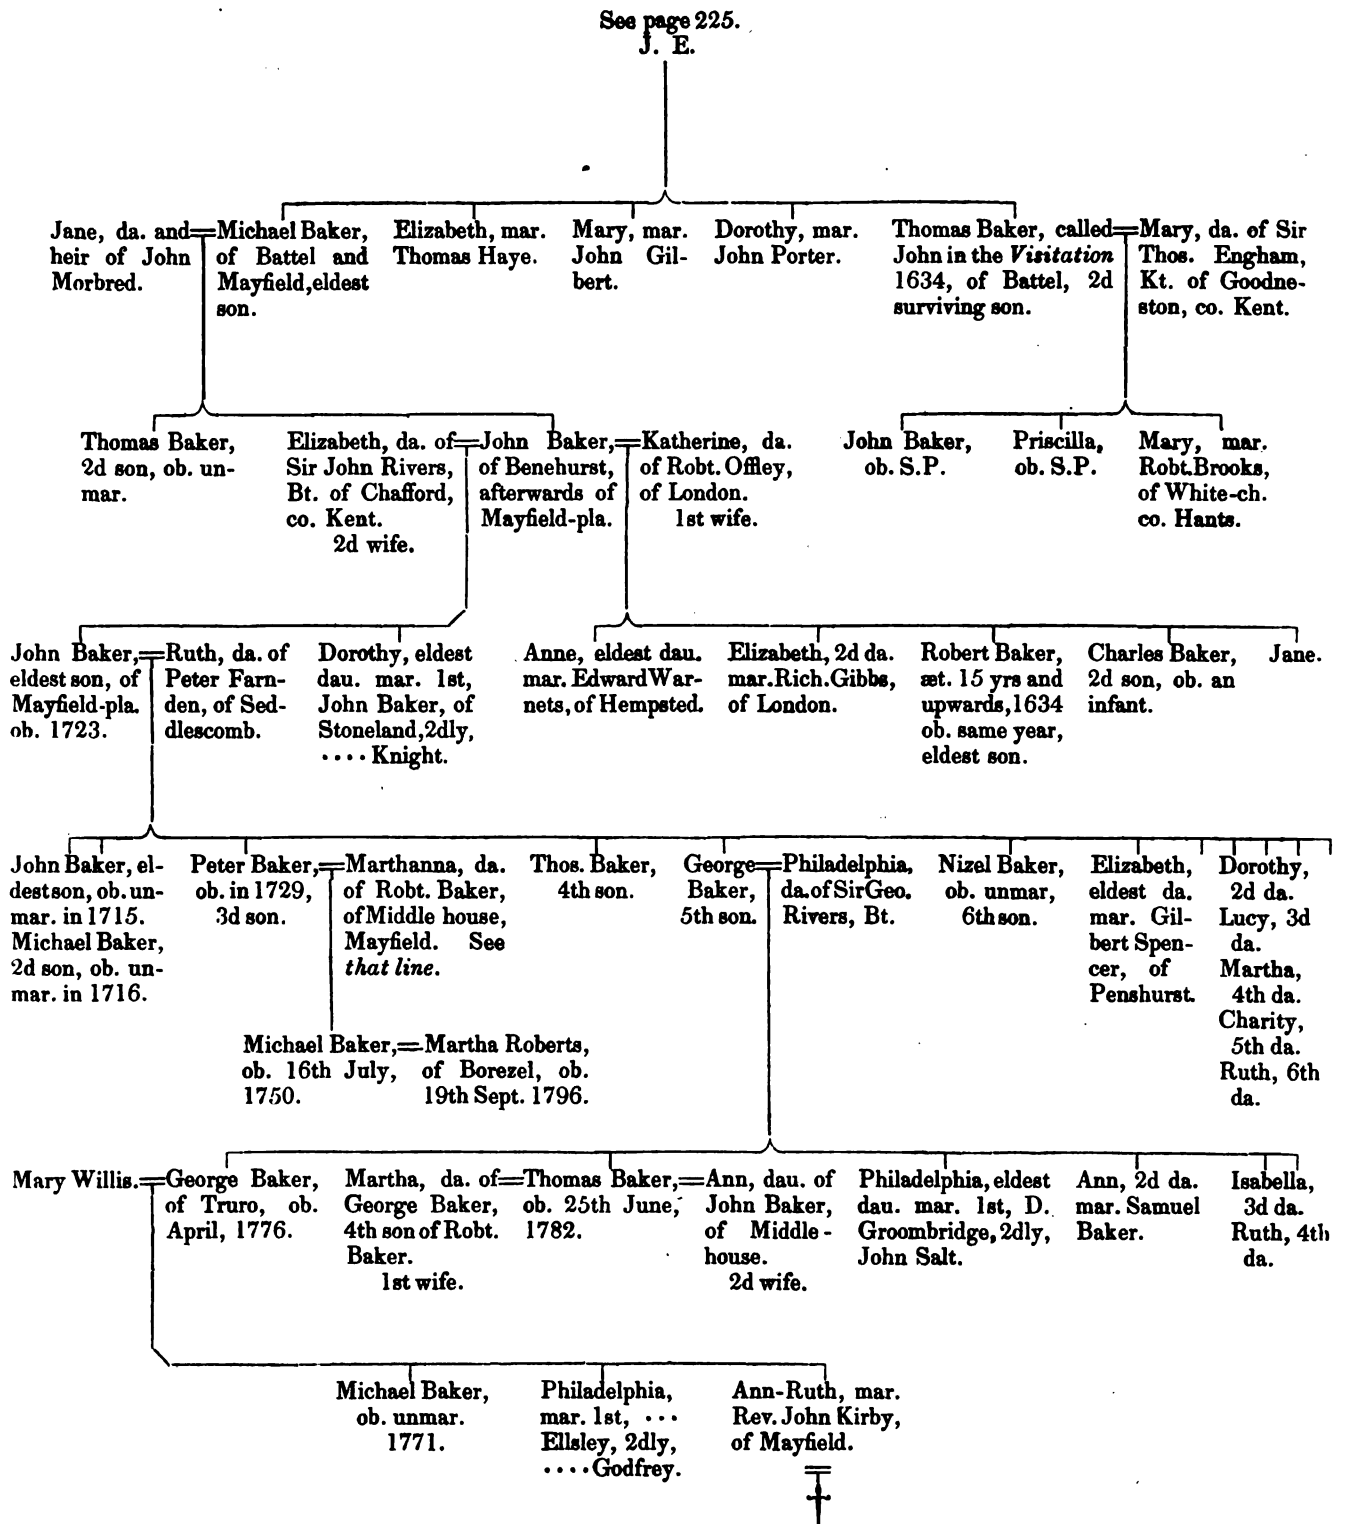 See page 225.
J. E.
Jane, da. and
heir of John
Morbred.
Michael Baker,
of Battel and
Mayfield, eldest
son.
Elizabeth, mar.
Thomas Haye.
Mary, mar.
John Gil-
bert.
Dorothy, mar.
John Porter.
Thomas Baker, called
John in the Visitation
1634, of Battel, 2d
surviving son.
Mary, da. of Sir
Thos. Engham,
Kt. of Goodne-
ston, co. Kent.
Thomas Baker,
2d son, ob. un-
mar.
Elizabeth, da. of
Sir John Rivers,
Bt. of Chafford,
co. Kent.
2d wife.
John Baker,
of Benehurst,
afterwards of
Mayfield-pla.
Katherine, da.
of Robt. Offley,
of London.
1st wife.
John Baker,
ob. S.P.
Priscilla,
ob. S.P.
Mary, mar.
Robt. Brooks,
of White-ch.
co. Hants.
John Baker,
eldest son, of
Mayfield-pla.
ob. 1723.
Ruth, da. of
Peter Farn-
den, of Sed-
dlescomb.
Dorothy, eldest
dau. mar. 1st,
John Baker, of
Stoneland, 2dly,
.... Knight.
Anne, eldest dau.
mar. Edward War-
nets, of Hempsted.
Elizabeth, 2d da.
mar. Rich. Gibbs,
of London.
Robert Baker,
æt. 15 yrs and
upwards, 1634
ob. same year,
eldest son.
Charles Baker,
2d son, ob. an
infant.
Jane.
John Baker, el-
dest son, ob. un-
mar. in 1715.
Michael Baker,
2d son, ob. un-
mar. in 1716.
Peter Baker,
ob. in 1729,
3d son.
Marthanna, da.
of Robt. Baker,
of Middle house,
Mayfield. See
that line.
Thos. Baker,
4th son.
George
Baker,
5th son.
Philadelphia,
da. of Sir Geo.
Rivers, Bt.
Nizel Baker,
ob. unmar,
6th son.
Elizabeth,
eldest da.
mar. Gil-
bert Spen-
cer, of
Penshurst.
Dorothy,
2d da.
Lucy, 3d
da.
Martha,
4th da.
Charity,
5th da.
Ruth, 6th
da.
Michael Baker,
ob. 16th July,
1750.
Martha Roberts,
of Borezel, ob.
19th Sept. 1796.
Mary Willis.
George Baker,
of Truro, ob.
April, 1776.
Martha, da. of
George Baker,
4th son of Robt.
Baker.
1st wife.
Thomas Baker,
ob. 25th June,
1782.
Ann, dau. of
John Baker,
of Middle-
house.
2d wife.
Philadelphia, eldest
dau. mar. 1st, D.
Groombridge, 2dly,
John Salt.
Ann, 2d da.
mar. Samuel
Baker.
Isabella,
3d da.
Ruth, 4th
da.
Michael Baker,
ob. unmar.
1771.
Philadelphia,
mar. 1st, ...
Ellsley, 2dly,
.... Godfrey.
Ann-Ruth, mar.
Rev. John Kirby,
of Mayfield.